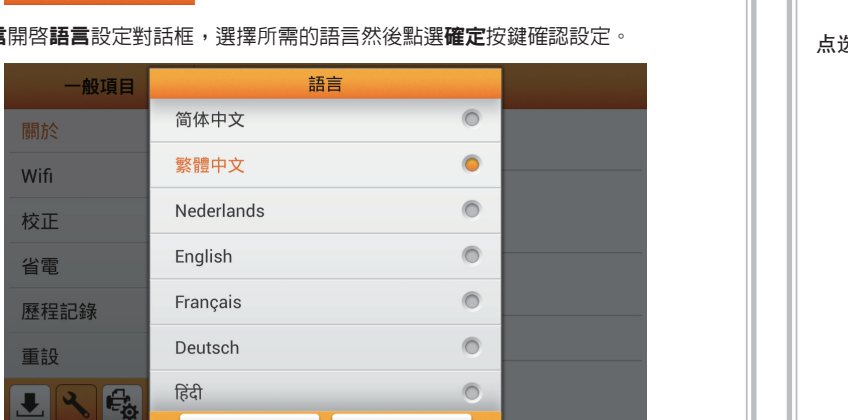 開啓語言設定對話框，選擇所需的語言然後點選確定按鍵確認設定。
点
一般項目
語言
關於
简体中文
Wifi
繁體中文
校正
Nederlands
省電
English
歷程記錄
Français
重設
Deutsch
हिंदी